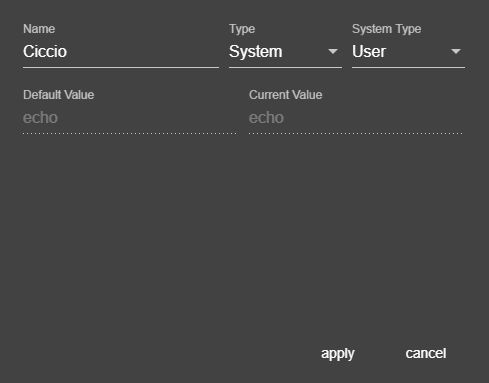 Name Type System Type
Ciccio System User
Default Value Current Value
echo echo
apply cancel